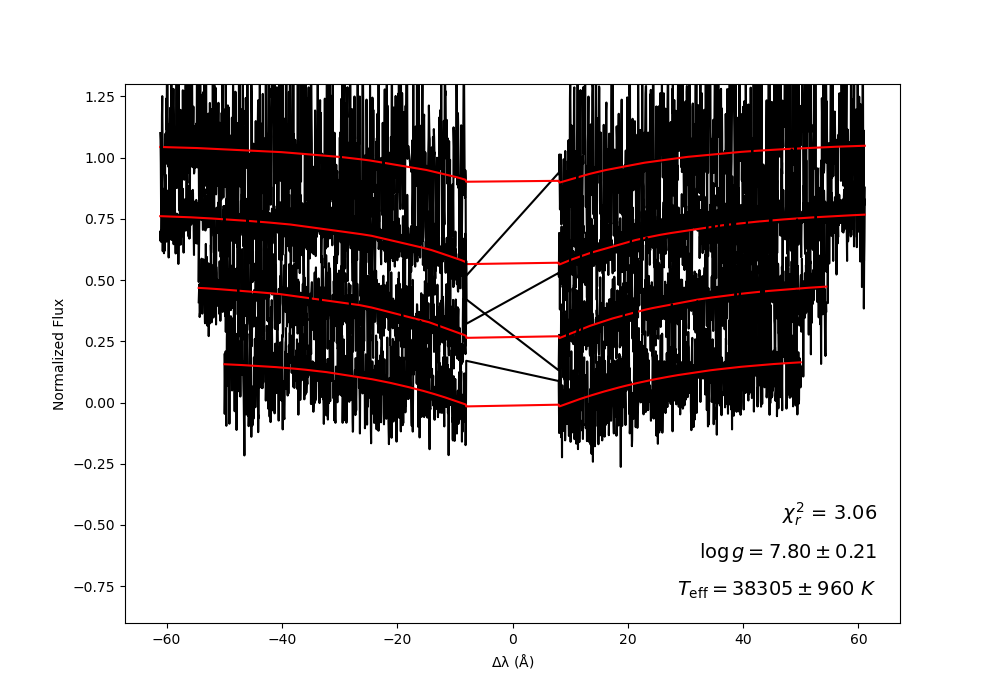 Normalized Flux
1.25
1.00
0.75
0.50
0.25
0.00
−0.25
−0.50
−0.75
χ²ᵣ = 3.06
log g = 7.80 ± 0.21
T_eff = 38305 ± 960 K
−60 −40 −20 0 20 40 60
Δλ (Å)